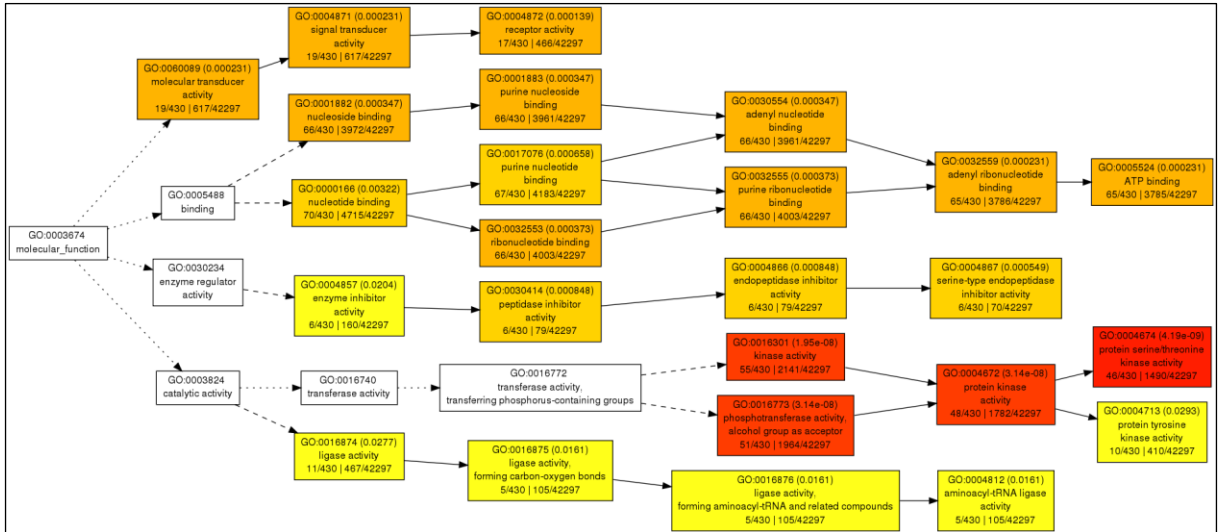 GO:0004871 (0.000231)
signal transducer
activity
19/430 | 617/42297
GO:0004872 (0.000139)
receptor activity
17/430 | 466/42297
GO:0060089 (0.000231)
molecular transducer
activity
19/430 | 617/42297
GO:0001882 (0.000347)
nucleoside binding
66/430 | 3972/42297
GO:0001883 (0.000347)
purine nucleoside
binding
66/430 | 3961/42297
GO:0030554 (0.000347)
adenyl nucleotide
binding
66/430 | 3961/42297
GO:0005488
binding
GO:0000166 (0.00322)
nucleotide binding
70/430 | 4715/42297
GO:0017076 (0.000658)
purine nucleotide
binding
67/430 | 4183/42297
GO:0032555 (0.000373)
purine ribonucleotide
binding
66/430 | 4003/42297
GO:0032559 (0.000231)
adenyl ribonucleotide
binding
65/430 | 3786/42297
GO:0005524 (0.000231)
ATP binding
65/430 | 3785/42297
GO:0003674
molecular_function
GO:0032553 (0.000373)
ribonucleotide binding
66/430 | 4003/42297
GO:0030234
enzyme regulator
activity
GO:0004857 (0.0204)
enzyme inhibitor
activity
6/430 | 160/42297
GO:0030414 (0.000848)
peptidase inhibitor
activity
6/430 | 79/42297
GO:0004866 (0.000848)
endopeptidase inhibitor
activity
6/430 | 79/42297
GO:0004867 (0.000549)
serine-type endopeptidase
inhibitor activity
6/430 | 70/42297
GO:0003824
catalytic activity
GO:0016740
transferase activity
GO:0016772
transferase activity,
transferring phosphorus-containing groups
GO:0016301 (1.95e-08)
kinase activity
55/430 | 2141/42297
GO:0016773 (3.14e-08)
phosphotransferase activity,
alcohol group as acceptor
51/430 | 1964/42297
GO:0004672 (3.14e-08)
protein kinase
activity
48/430 | 1782/42297
GO:0004674 (4.19e-09)
protein serine/threonine
kinase activity
46/430 | 1490/42297
GO:0004713 (0.0293)
protein tyrosine
kinase activity
10/430 | 410/42297
GO:0016874 (0.0277)
ligase activity
11/430 | 467/42297
GO:0016875 (0.0161)
ligase activity,
forming carbon-oxygen bonds
5/430 | 105/42297
GO:0016876 (0.0161)
ligase activity,
forming aminoacyl-tRNA and related compounds
5/430 | 105/42297
GO:0004812 (0.0161)
aminoacyl-tRNA ligase
activity
5/430 | 105/42297